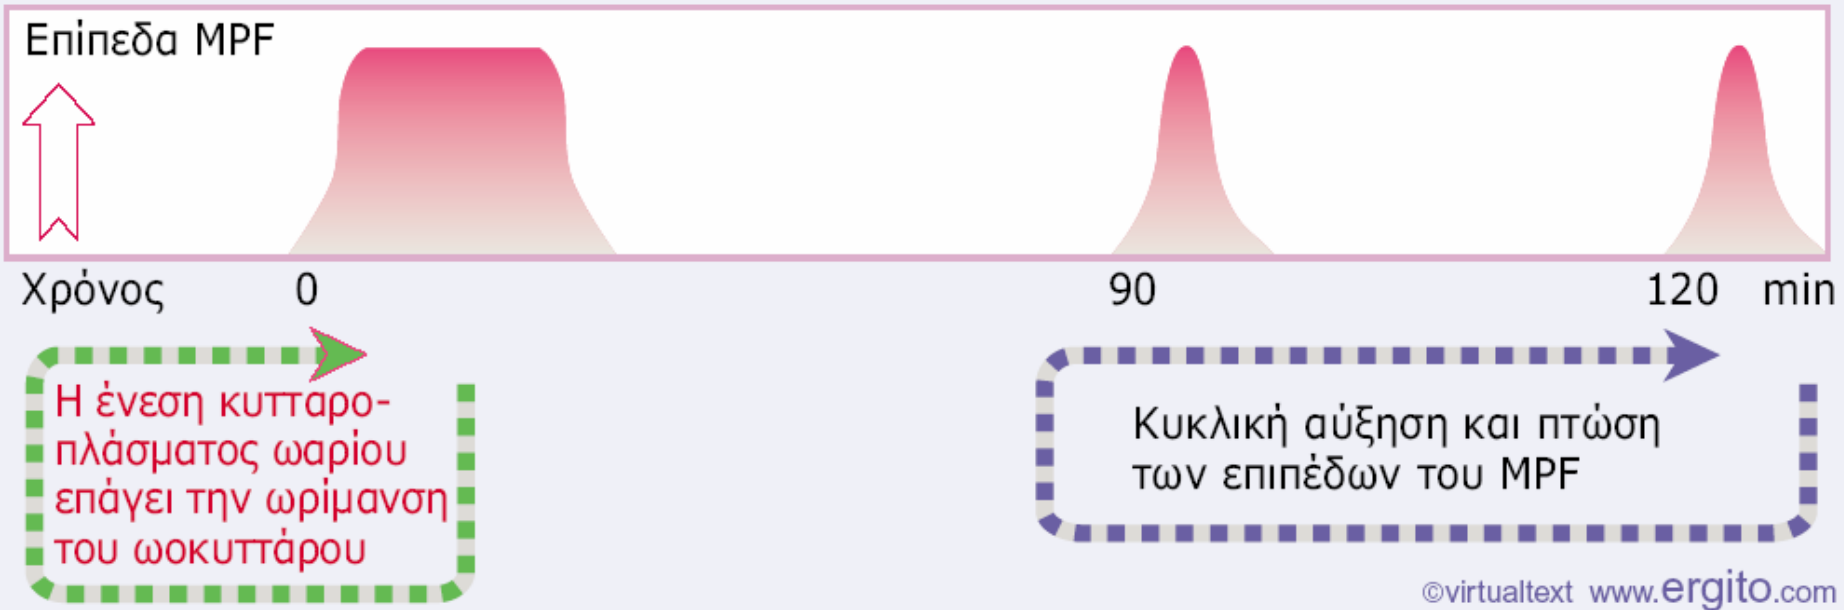 Επίπεδα MPF
Χρόνος 0 90 120 min
Η ένεση κυτταρο-
πλάσματος ωαρίου
επάγει την ωρίμανση
του ωοκυττάρου
Κυκλική αύξηση και πτώση
των επιπέδων του MPF
©virtualtext www.ergito.com